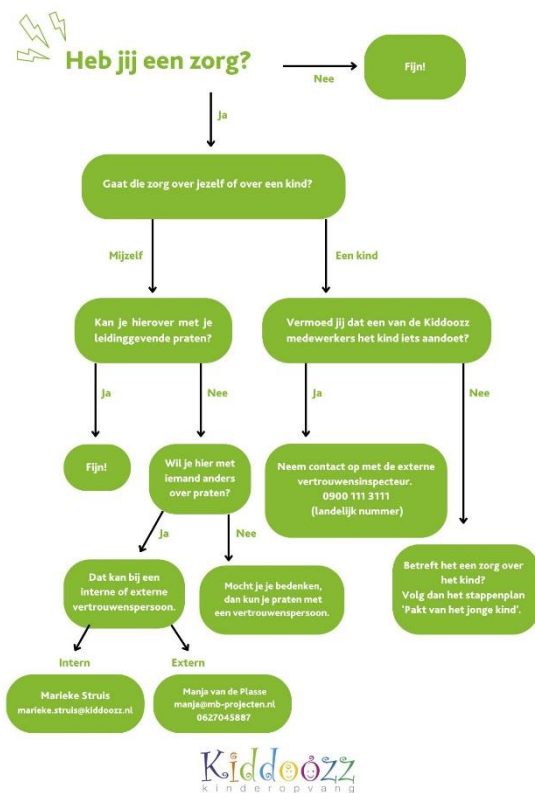 Heb jij een zorg?
Nee
Fijn!
Ja
Gaat die zorg over jezelf of over een kind?
Mijzelf
Een kind
Kan je hierover met je
leidinggevende praten?
Vermoed jij dat een van de Kiddoozz
medewerkers het kind iets aandoet?
Ja
Nee
Ja
Nee
Fijn!
Wil je hier met
iemand anders
over praten?
Neem contact op met de externe
vertrouwensinspecteur.
0900 111 3111
(landelijk nummer)
Ja
Nee
Betreft het een zorg over
het kind?
Volg dan het stappenplan
'Pakt van het jonge kind'.
Dat kan bij een
interne of externe
vertrouwenspersoon.
Mocht je je bedenken,
dan kun je praten met
een vertrouwenspersoon.
Intern
Extern
Marieke Struis
marieke.struis@kiddoozz.nl
Manja van de Plasse
manja@mb-projecten.nl
0627045887
Kiddoozz
kinderopvang